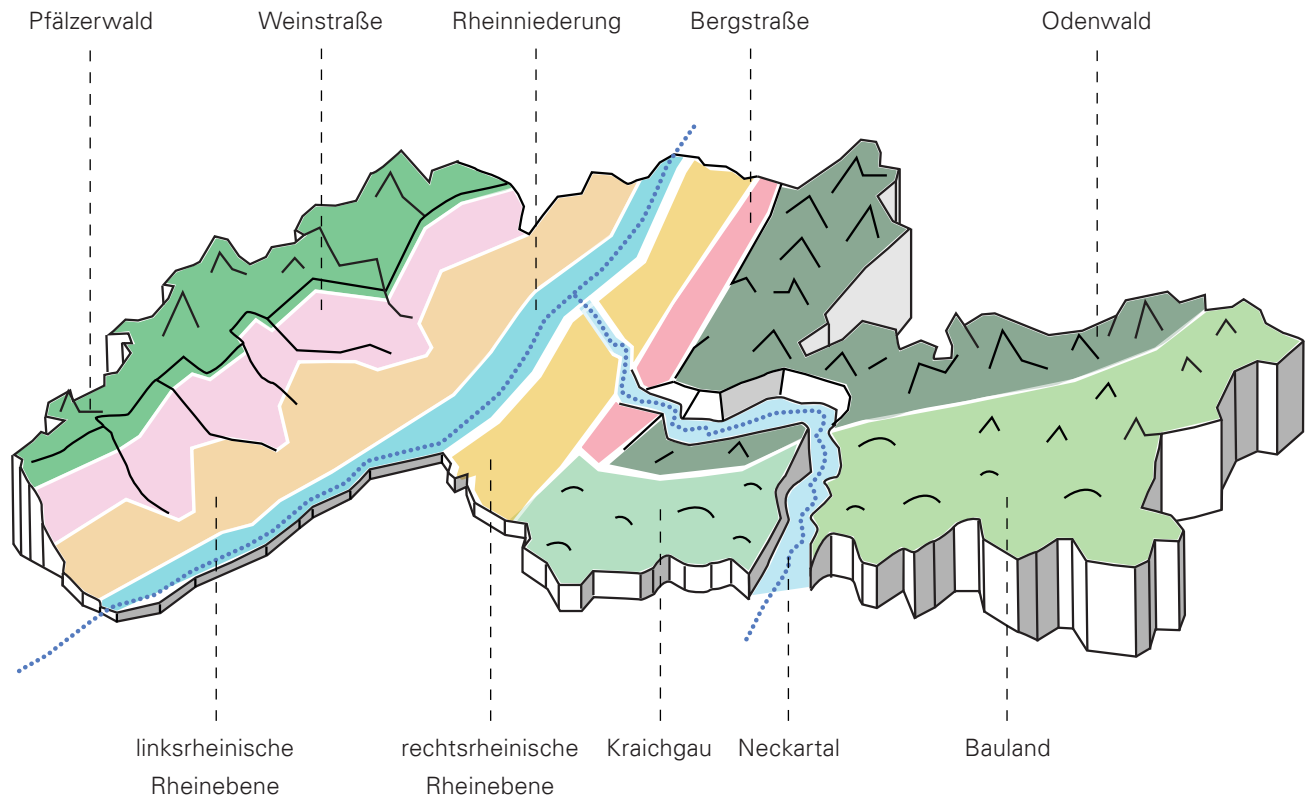 Pfälzerwald
Weinstraße
Rheinniederung
Bergstraße
Odenwald
linksrheinische
Rheinebene
rechtsrheinische
Rheinebene
Kraichgau
Neckartal
Bauland